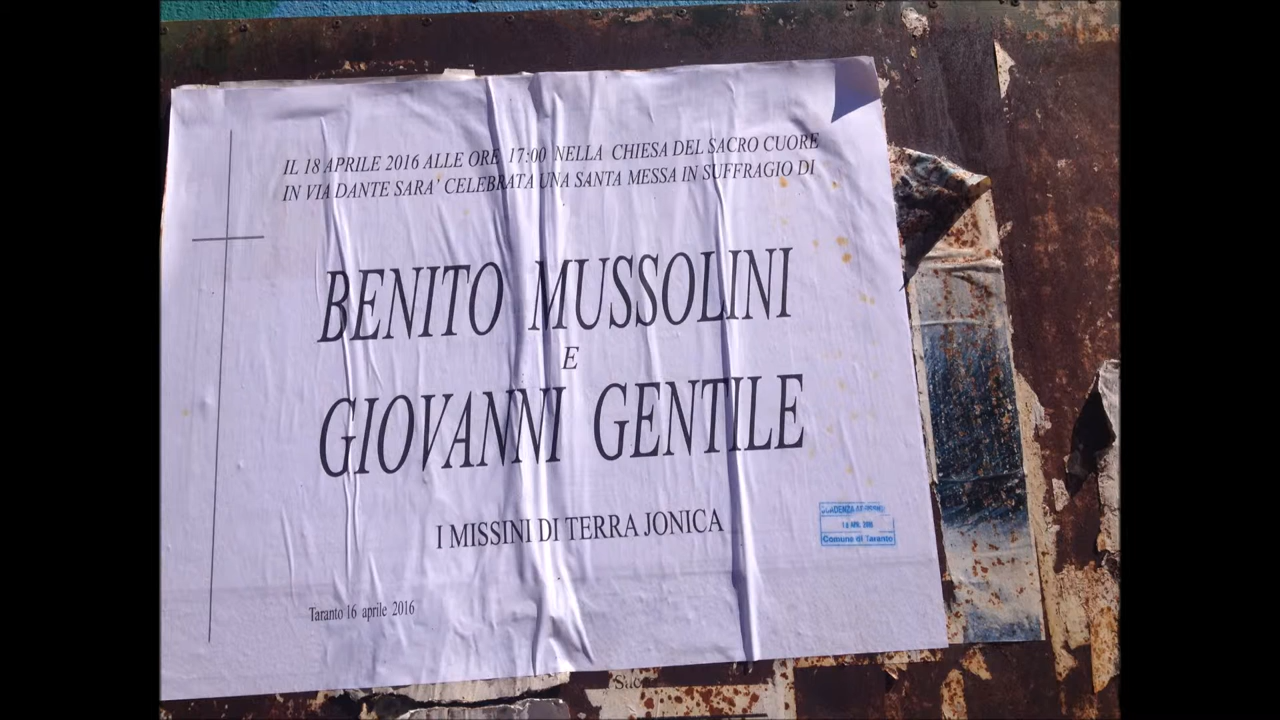 IL 18 APRILE 2016 ALLE ORE 17:00 NELLA CHIESA DEL SACRO CUORE
IN VIA DANTE SARA' CELEBRATA UNA SANTA MESSA IN SUFFRAGIO DI
BENITO MUSSOLINI
E
GIOVANNI GENTILE
I MISSINI DI TERRA JONICA
SCADENZA
Comune di Taranto
Taranto 16 aprile 2016